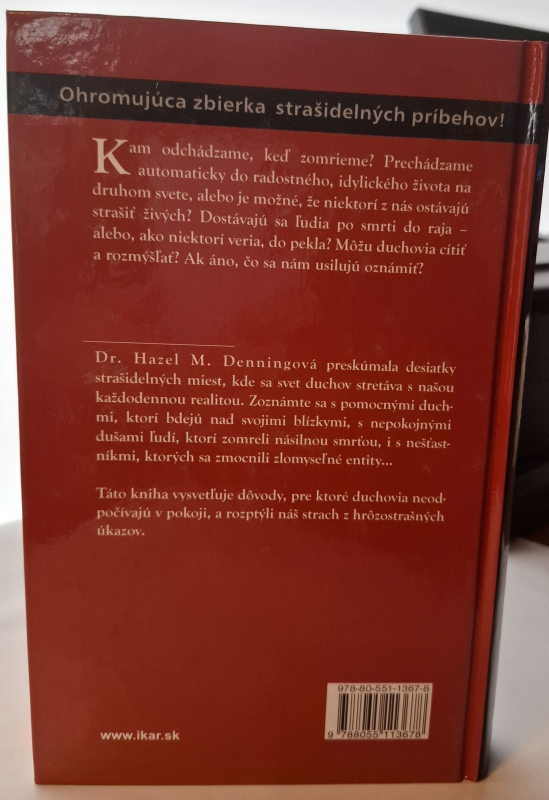 Ohromujúca zbierka strašidelných príbehov!
Kam odchádzame, keď zomrieme? Prechádzame
automaticky do radostného, idylického života na
druhom svete, alebo je možné, že niektorí z nás ostávajú
strašiť živých? Dostávajú sa ľudia po smrti do raja –
alebo, ako niektorí veria, do pekla? Môžu duchovia cítiť
a rozmýšľať? Ak áno, čo sa nám usilujú oznámiť?
Dr. Hazel M. Denningová preskúmala desiatky
strašidelných miest, kde sa svet duchov stretáva s našou
každodennou realitou. Zoznámte sa s pomocnými duch-
mi, ktorí bdejú nad svojimi blízkymi, s nepokojnými
dušami ľudí, ktorí zomreli násilnou smrťou, i s nešťast-
níkmi, ktorých sa zmocnili zlomyseľné entity...
Táto kniha vysvetľuje dôvody, pre ktoré duchovia neod-
počívajú v pokoji, a rozptýli náš strach z hrôzostrašných
úkazov.
978-80-551-1367-8
9 788055 113678
www.ikar.sk